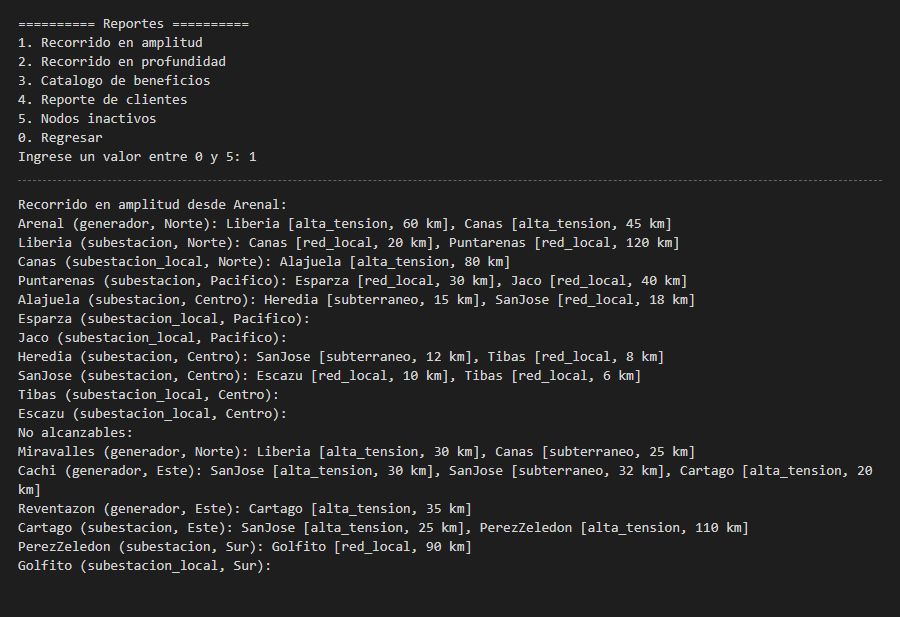 ========== Reportes ==========
1. Recorrido en amplitud
2. Recorrido en profundidad
3. Catalogo de beneficios
4. Reporte de clientes
5. Nodos inactivos
0. Regresar
Ingrese un valor entre 0 y 5: 1
Recorrido en amplitud desde Arenal:
Arenal (generador, Norte): Liberia [alta_tension, 60 km], Canas [alta_tension, 45 km]
Liberia (subestacion, Norte): Canas [red_local, 20 km], Puntarenas [red_local, 120 km]
Canas (subestacion_local, Norte): Alajuela [alta_tension, 80 km]
Puntarenas (subestacion, Pacifico): Esparza [red_local, 30 km], Jaco [red_local, 40 km]
Alajuela (subestacion, Centro): Heredia [subterraneo, 15 km], SanJose [red_local, 18 km]
Esparza (subestacion_local, Pacifico):
Jaco (subestacion_local, Pacifico):
Heredia (subestacion, Centro): SanJose [subterraneo, 12 km], Tibas [red_local, 8 km]
SanJose (subestacion, Centro): Escazu [red_local, 10 km], Tibas [red_local, 6 km]
Tibas (subestacion_local, Centro):
Escazu (subestacion_local, Centro):
No alcanzables:
Miravalles (generador, Norte): Liberia [alta_tension, 30 km], Canas [subterraneo, 25 km]
Cachi (generador, Este): SanJose [alta_tension, 30 km], SanJose [subterraneo, 32 km], Cartago [alta_tension, 20
km]
Reventazon (generador, Este): Cartago [alta_tension, 35 km]
Cartago (subestacion, Este): SanJose [alta_tension, 25 km], PerezZeledon [alta_tension, 110 km]
PerezZeledon (subestacion, Sur): Golfito [red_local, 90 km]
Golfito (subestacion_local, Sur):